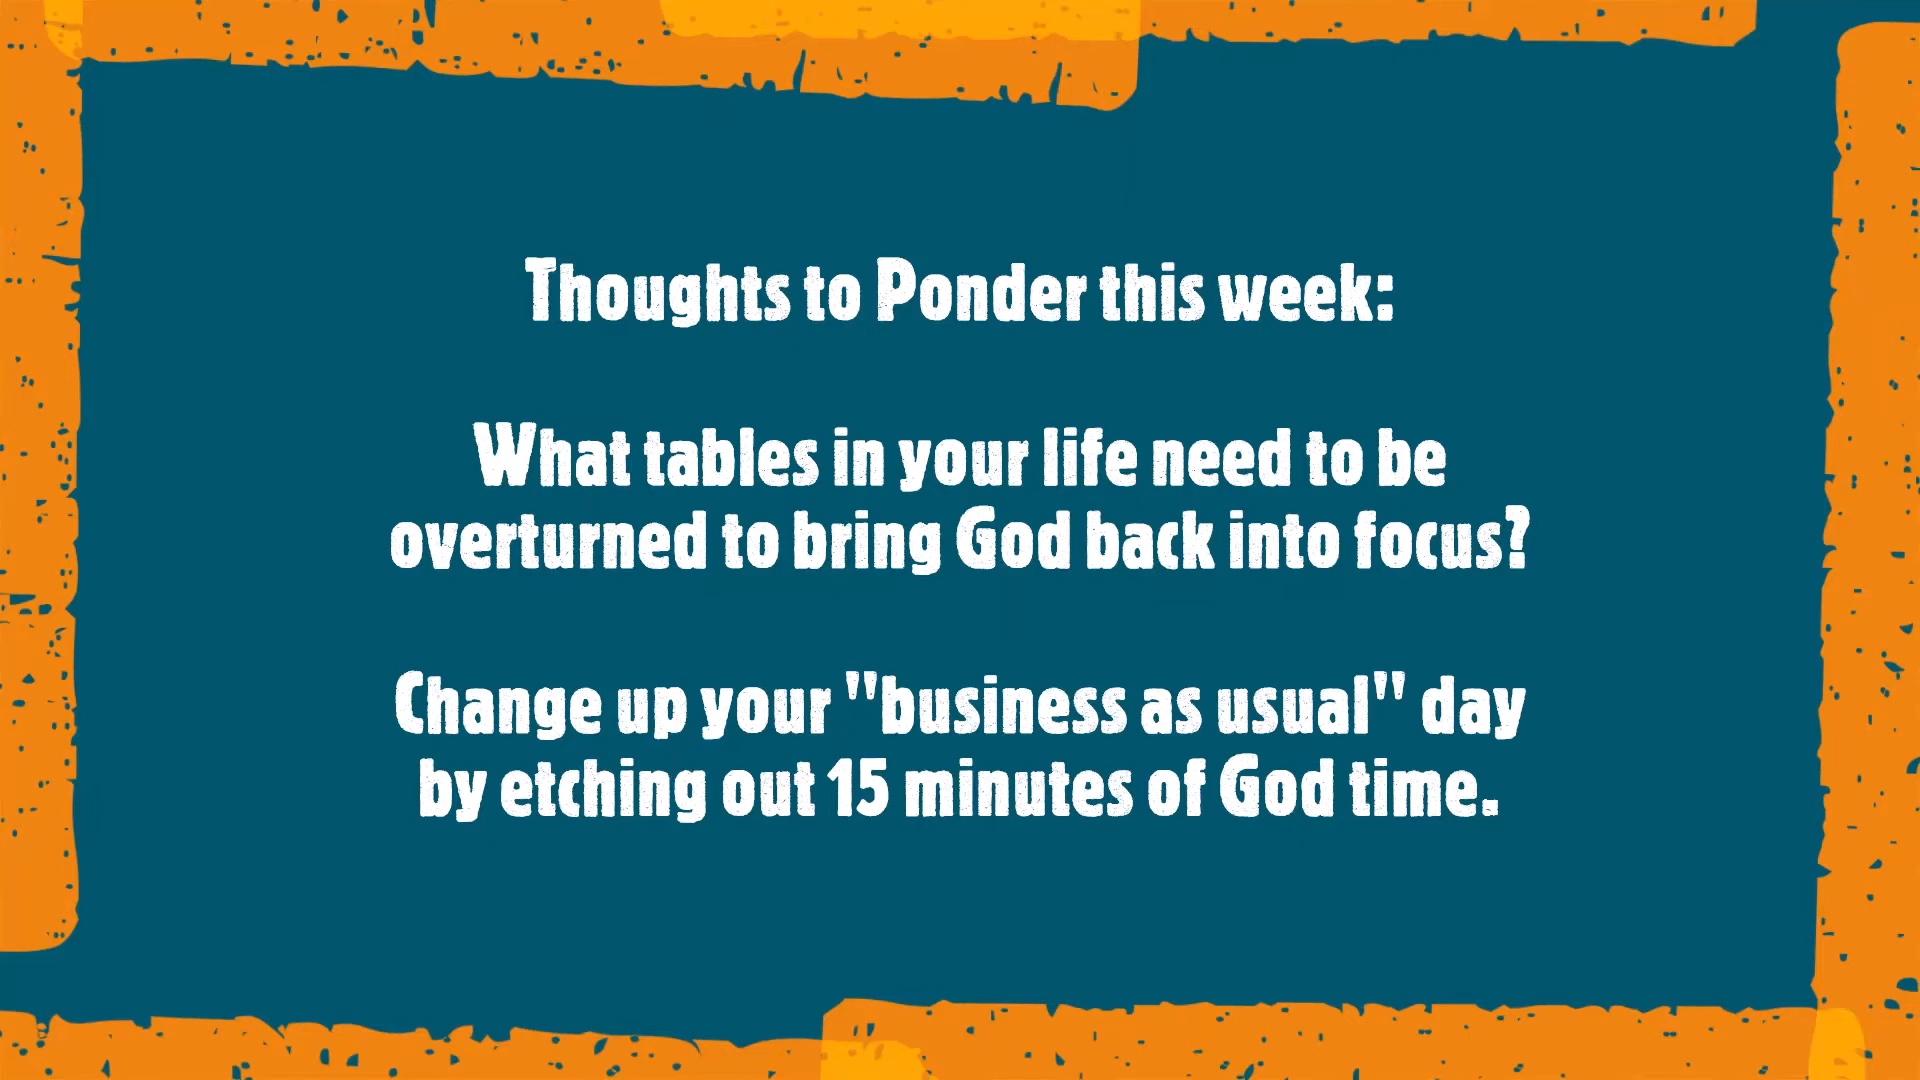 Thoughts to Ponder this week:
What tables in your life need to be
overturned to bring God back into focus?
Change up your "business as usual" day
by etching out 15 minutes of God time.